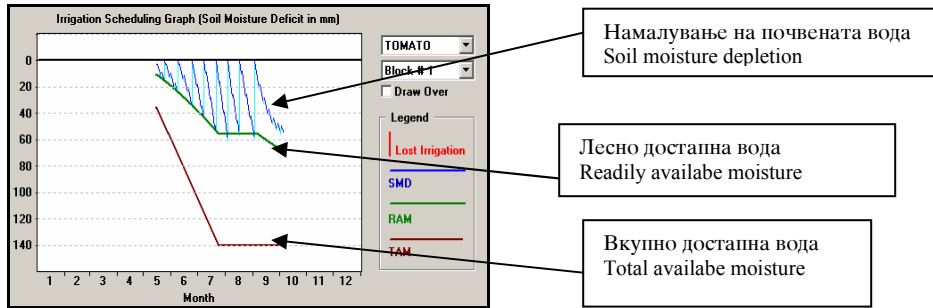 Irrigation Scheduling Graph (Soil Moisture Deficit in mm)
0
20
40
60
80
100
120
140
1 2 3 4 5 6 7 8 9 10 11 12
Month
TOMATO
Block # 1
Draw Over
Legend
Lost Irrigation
SMD
RAM
TAM
Намалување на почвената вода
Soil moisture depletion
Лесно достапна вода
Readily availabe moisture
Вкупно достапна вода
Total availabe moisture